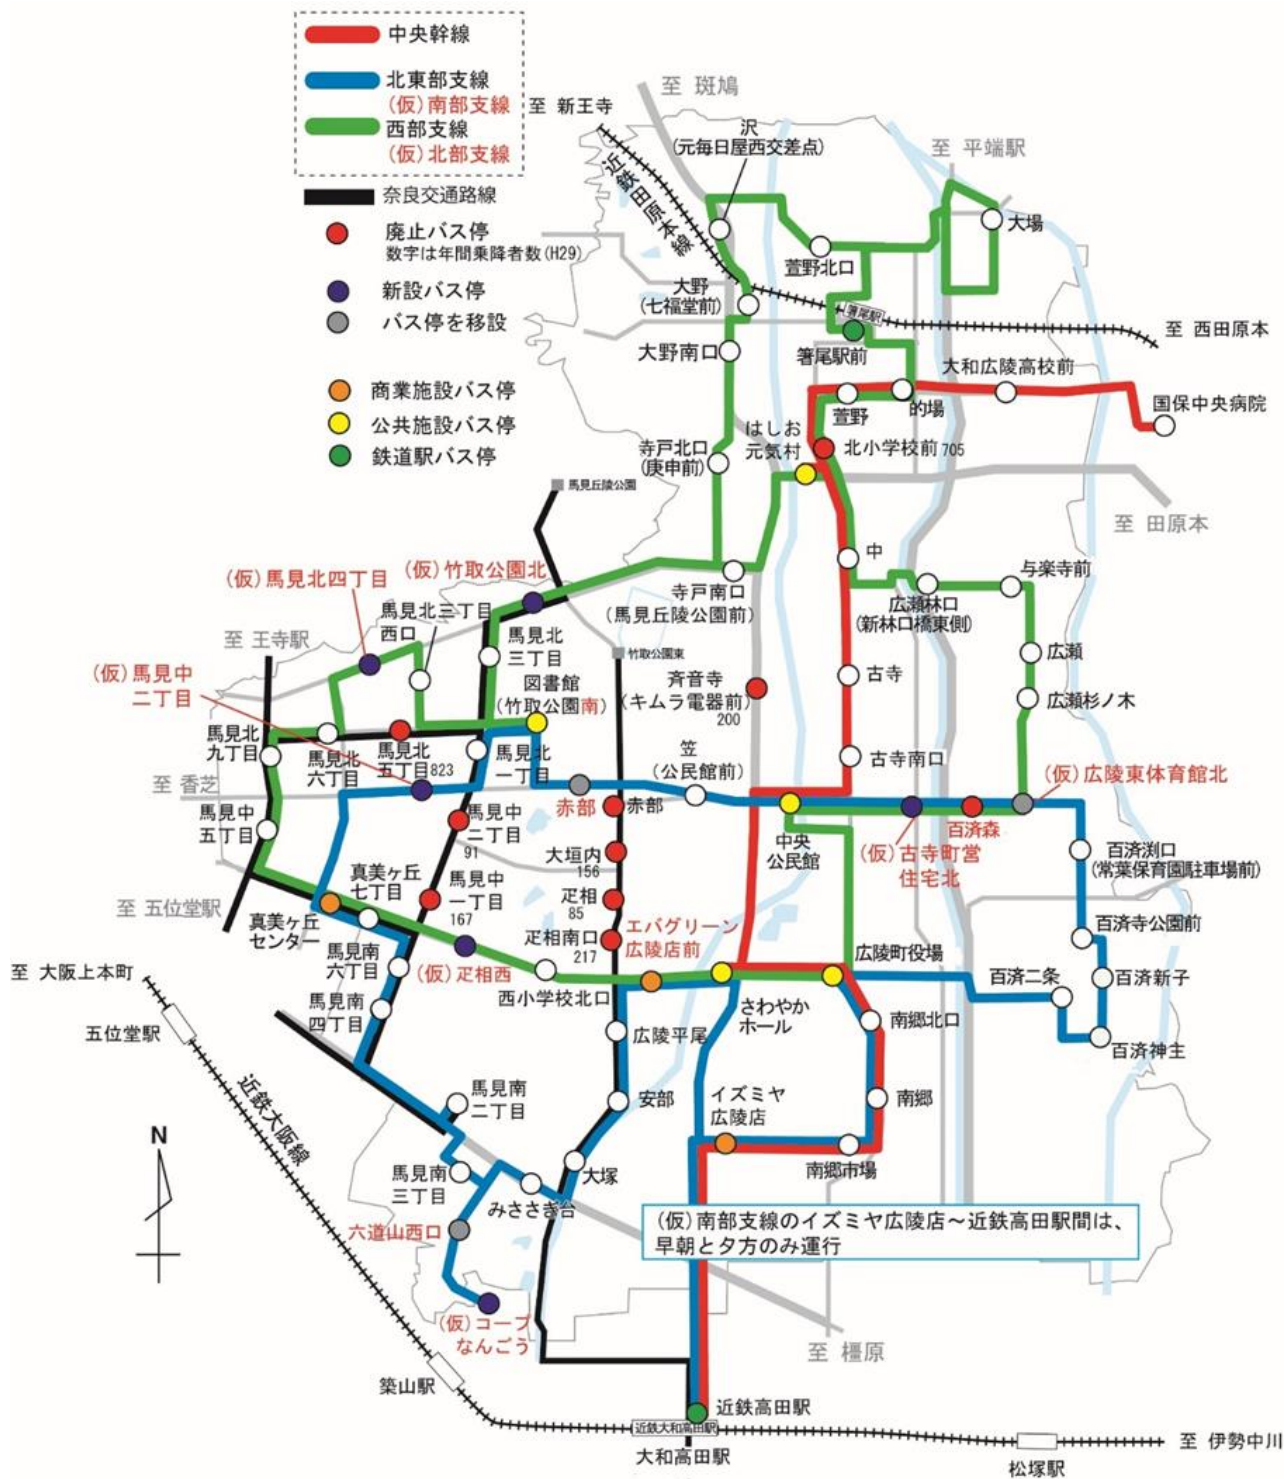 中央幹線
北東部支線
(仮)南部支線
西部支線
(仮)北部支線
奈良交通路線
廃止バス停
数字は年間乗降者数(H29)
新設バス停
バス停を移設
商業施設バス停
公共施設バス停
鉄道駅バス停
至 斑鳩
至 新王寺
近鉄田原本線
沢
(元毎日屋西交差点)
至 平端駅
大場
萱野北口
大野
(七福堂前)
箸尾駅
至 西田原本
大野南口
箸尾駅前
大和広陵高校前
萱野
的場
国保中央病院
はしお
元気村
北小学校前705
寺戸北口
(庚申前)
馬見丘陵公園
至 田原本
中
与楽寺前
(仮)馬見北四丁目
(仮)竹取公園北
寺戸南口
(馬見丘陵公園前)
広瀬林口
(新林口橋東側)
馬見北三丁目
西口
至 王寺駅
馬見北
三丁目
竹取公園東
広瀬
(仮)馬見中
二丁目
図書館
(竹取公園南)
斉音寺
(キムラ電器前)
200
古寺
広瀬杉ノ木
馬見北
九丁目
馬見北
六丁目
馬見北
五丁目823
馬見北
一丁目
笠
(公民館前)
古寺南口
(仮)広陵東体育館北
至 香芝
赤部
赤部
馬見中
五丁目
馬見中
二丁目
91
中央
公民館
百済森
(仮)古寺町営
住宅北
百済渕口
(常葉保育園駐車場前)
大垣内
156
真美ヶ丘
七丁目
馬見中
一丁目
167
疋相
85
至 五位堂駅
真美ヶ丘
センター
疋相南口
217
エバグリーン
広陵店前
百済寺公園前
馬見南
六丁目
(仮)疋相西
西小学校北口
広陵町役場
百済二条
百済新子
至 大阪上本町
馬見南
四丁目
さわやか
ホール
南郷北口
五位堂駅
広陵平尾
百済神主
近鉄大阪線
馬見南
二丁目
安部
イズミヤ
広陵店
南郷
N
馬見南
三丁目
大塚
南郷市場
みささぎ台
六道山西口
(仮)南部支線のイズミヤ広陵店～近鉄高田駅間は、
早朝と夕方のみ運行
(仮)コープ
なんごう
至 橿原
築山駅
近鉄高田駅
近鉄大和高田駅
大和高田駅
至 伊勢中川
松塚駅